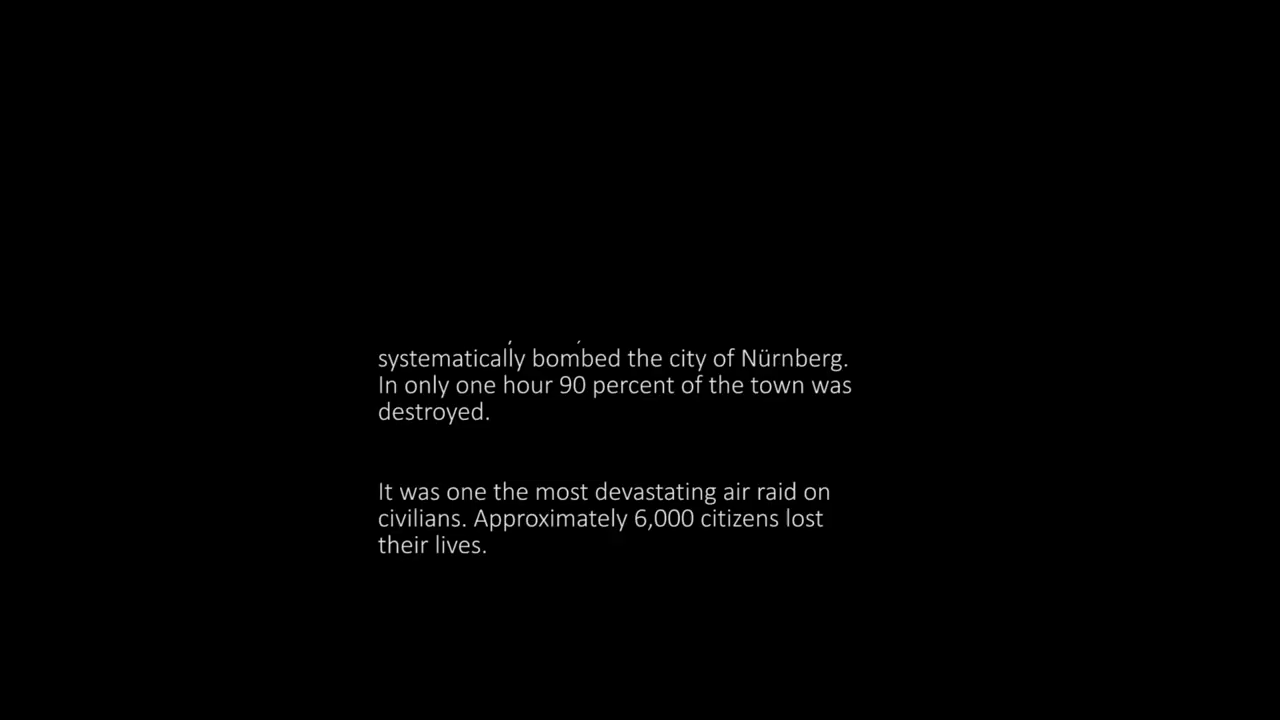 systematically bombed the city of Nürnberg.
In only one hour 90 percent of the town was
destroyed.
It was one the most devastating air raid on
civilians. Approximately 6,000 citizens lost
their lives.